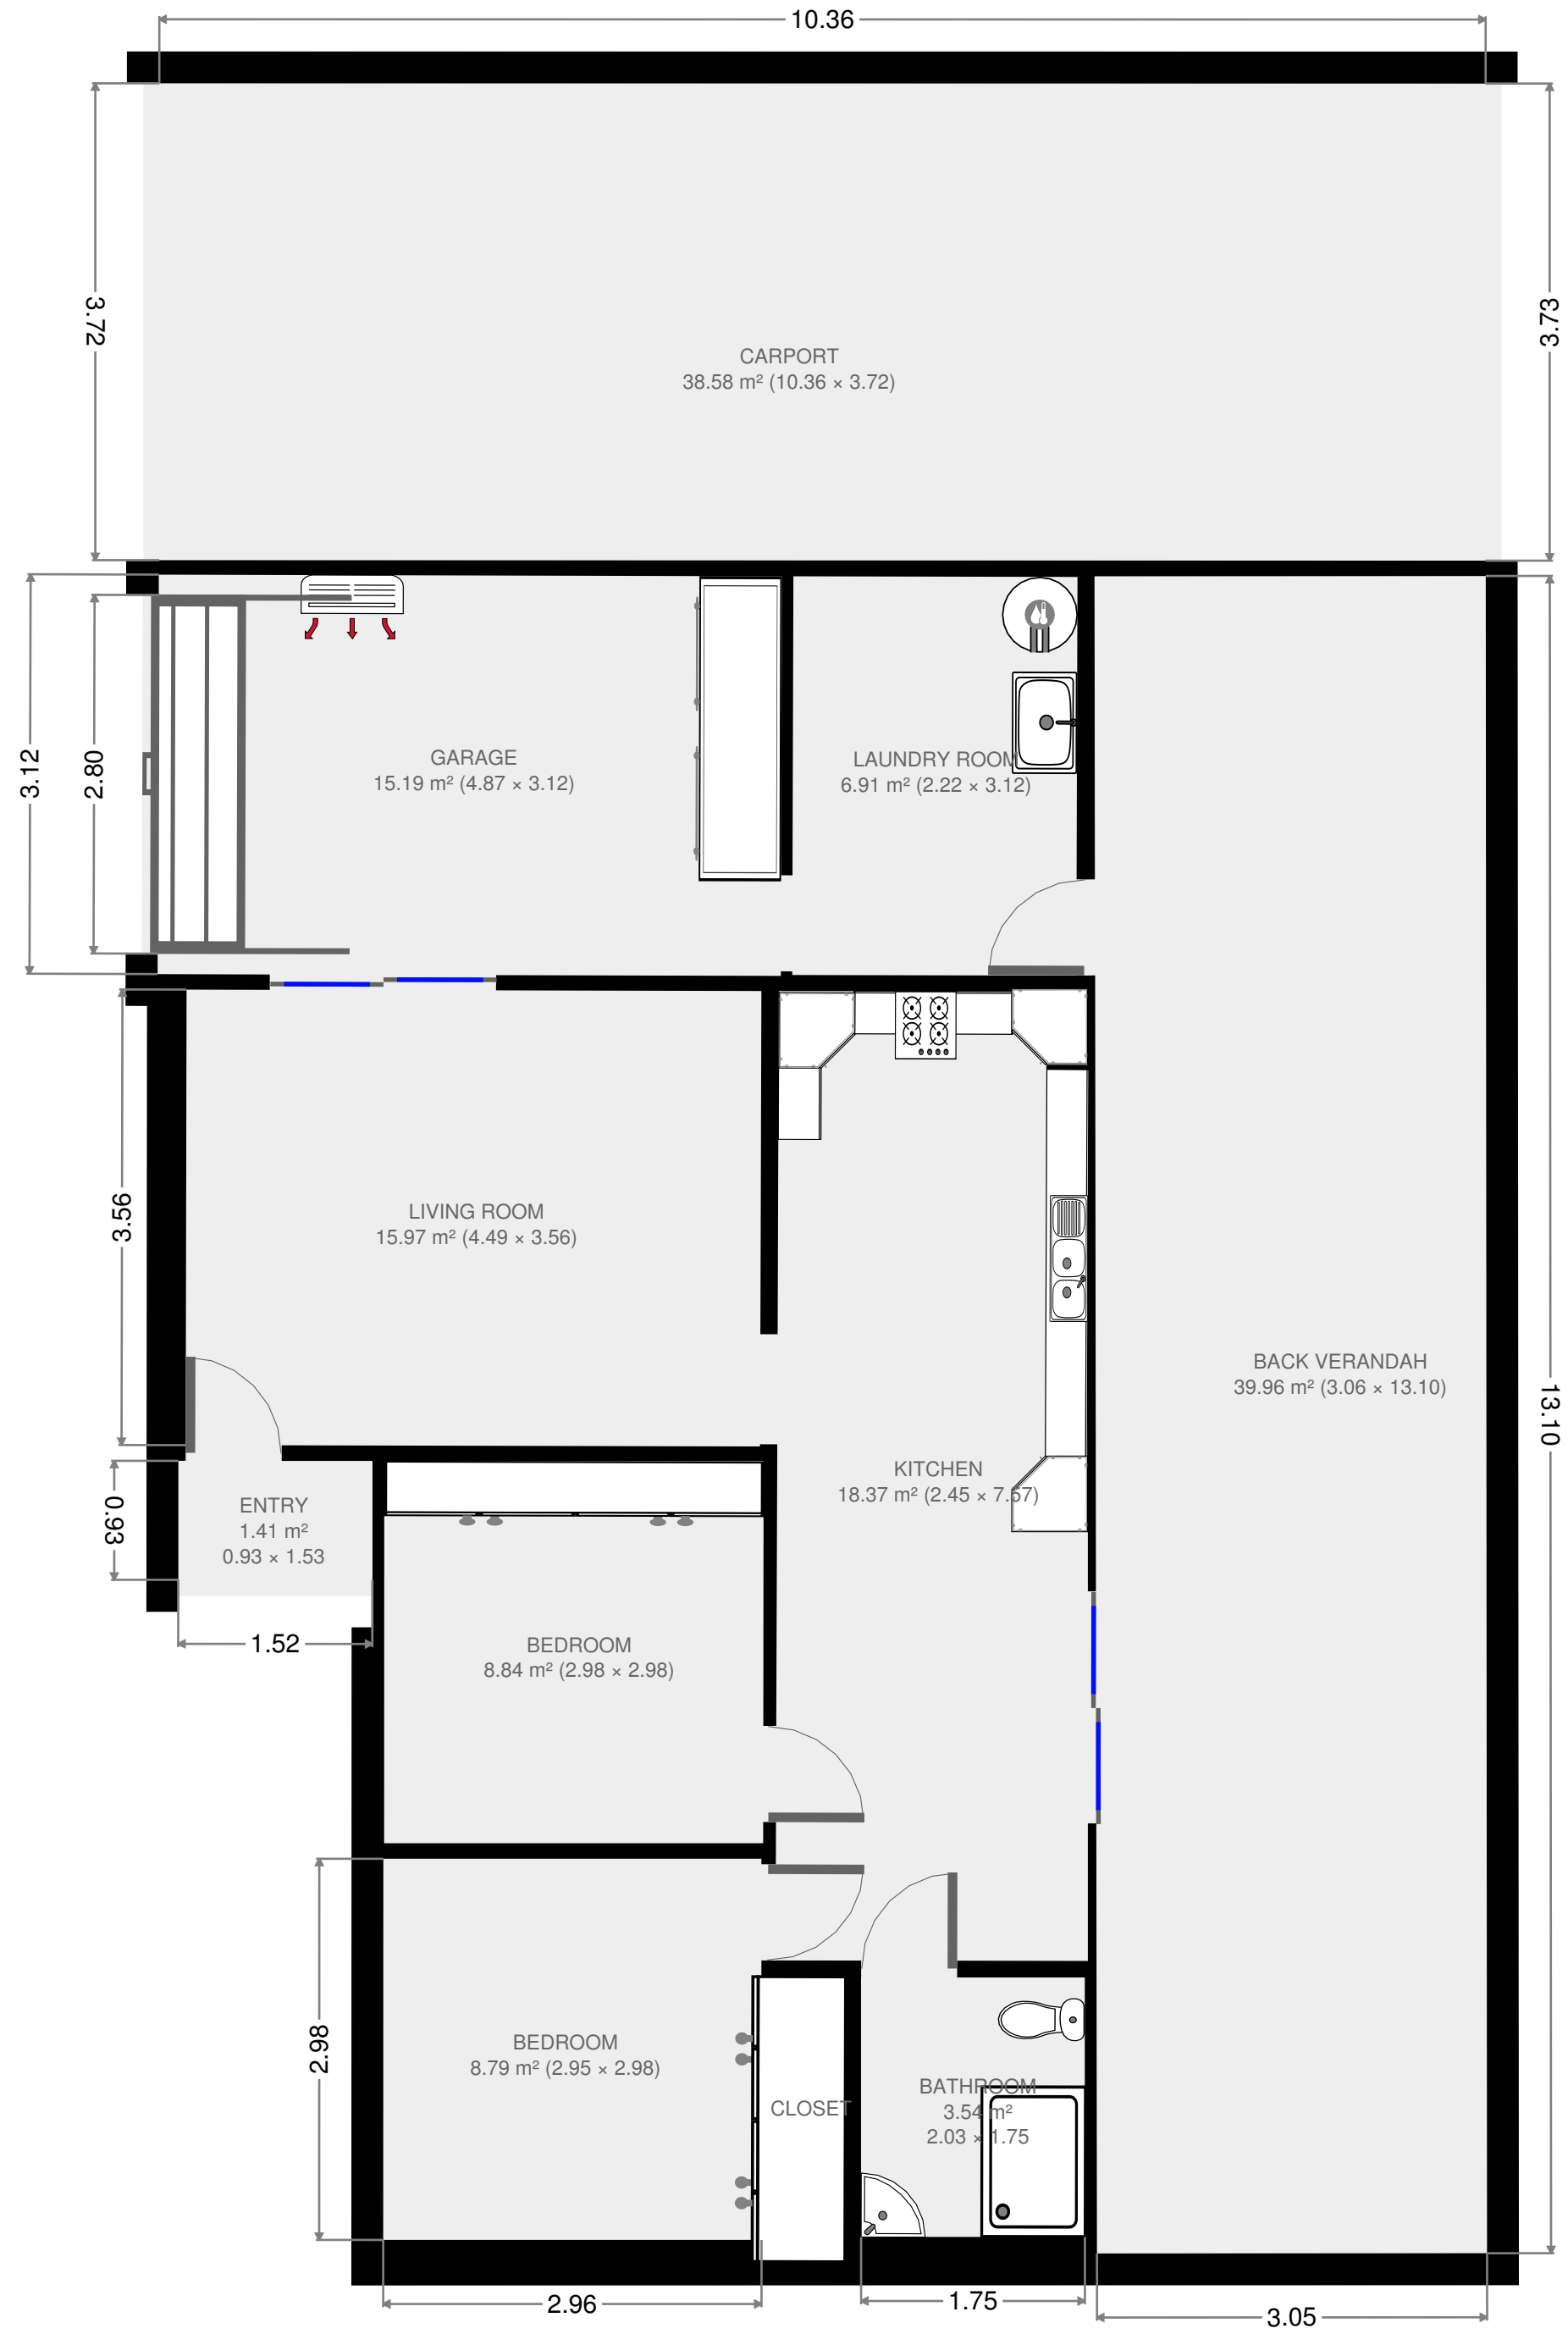 10.36
3.72
3.73
CARPORT
38.58 m² (10.36 × 3.72)
3.12
2.80
GARAGE
15.19 m² (4.87 × 3.12)
LAUNDRY ROOM
6.91 m² (2.22 × 3.12)
3.56
LIVING ROOM
15.97 m² (4.49 × 3.56)
BACK VERANDAH
39.96 m² (3.06 × 13.10)
13.10
KITCHEN
18.37 m² (2.45 × 7.57)
0.93
ENTRY
1.41 m²
0.93 × 1.53
1.52
BEDROOM
8.84 m² (2.98 × 2.98)
2.98
BEDROOM
8.79 m² (2.95 × 2.98)
CLOSET
BATHROOM
3.54 m²
2.03 × 1.75
2.96
1.75
3.05